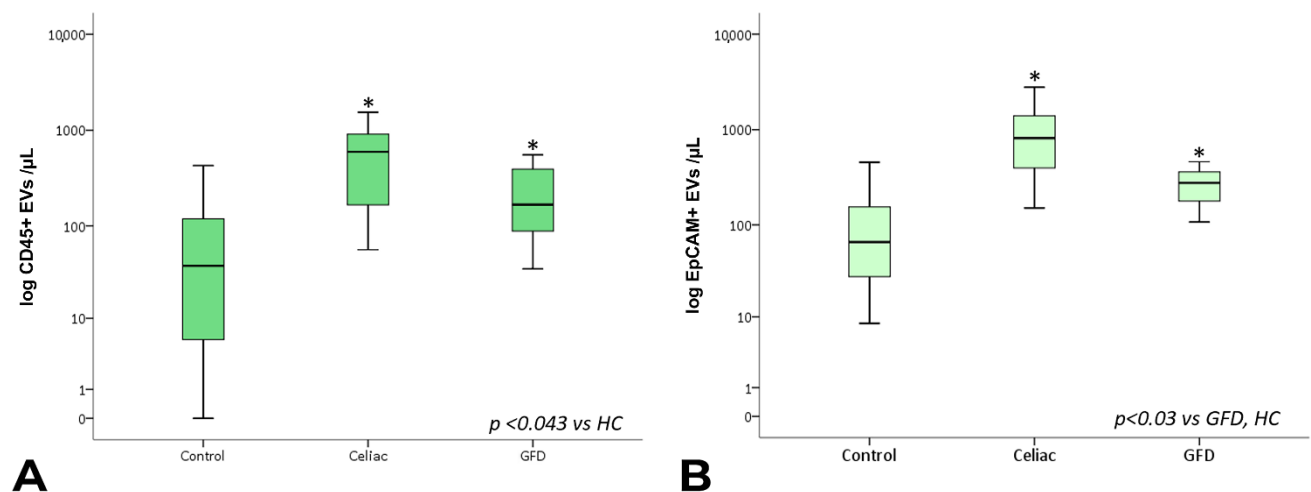 log CD45+ EVs /µL
10,000
1000
100
10
1
0
*
*
p <0.043 vs HC
Control Celiac GFD
A
log EpCAM+ EVs /µL
10,000
1000
100
10
1
0
*
*
p<0.03 vs GFD, HC
Control Celiac GFD
B